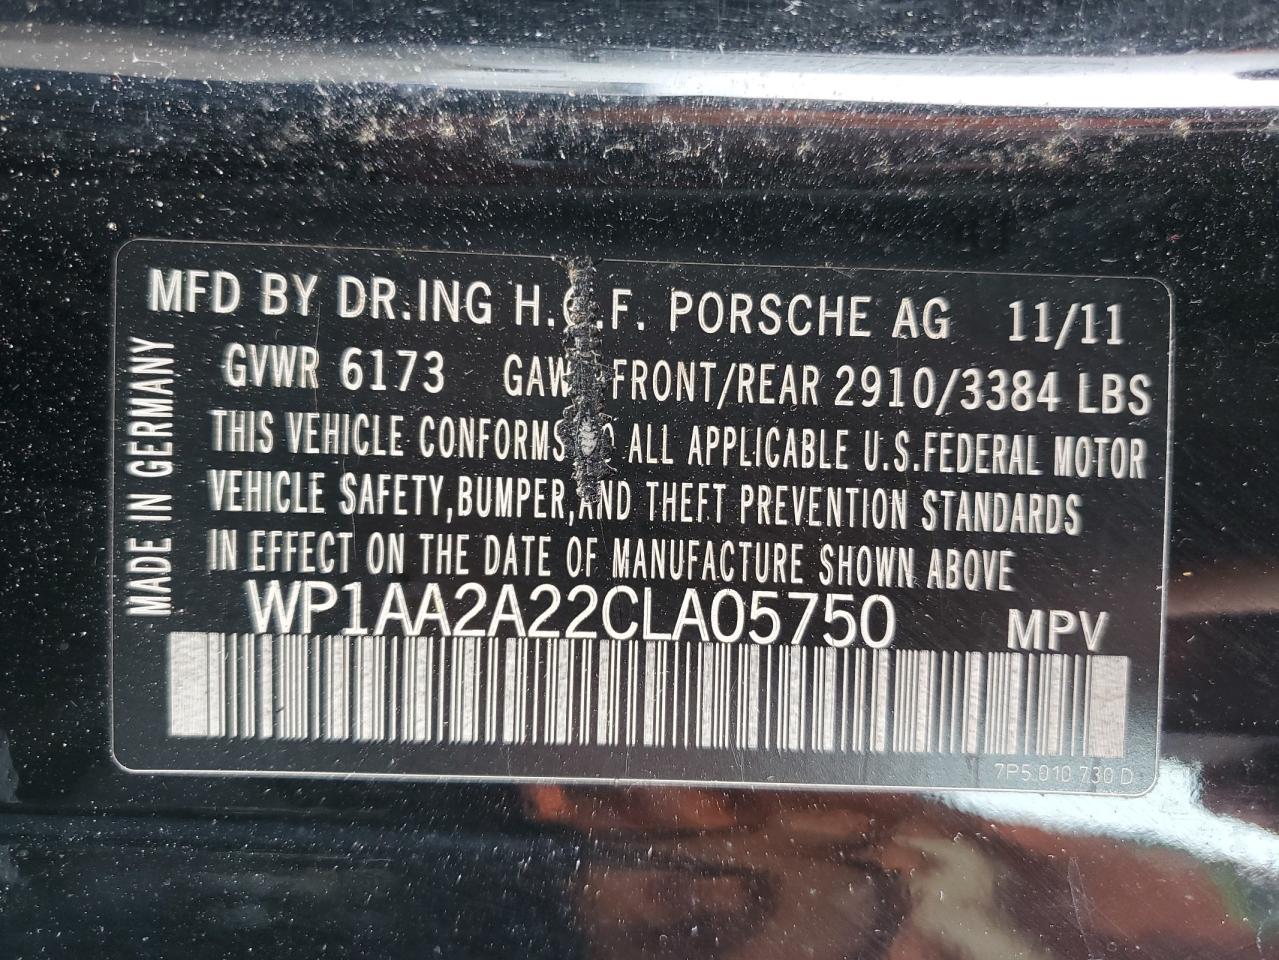 MFD BY DR.ING H. .F. PORSCHE AG 11/11
GVWR 6173 FRONT/REAR 2910/3384 LBS
THIS VEHICLE CONFORMS ALL APPLICABLE U.S.FEDERAL MOTOR
VEHICLE SAFETY,BUMPER,AND THEFT PREVENTION STANDARDS
IN EFFECT ON THE DATE OF MANUFACTURE SHOWN ABOVE
WP1AA2A22CLA05750 MPV
MADE IN GERMANY
7P5.010 730 D